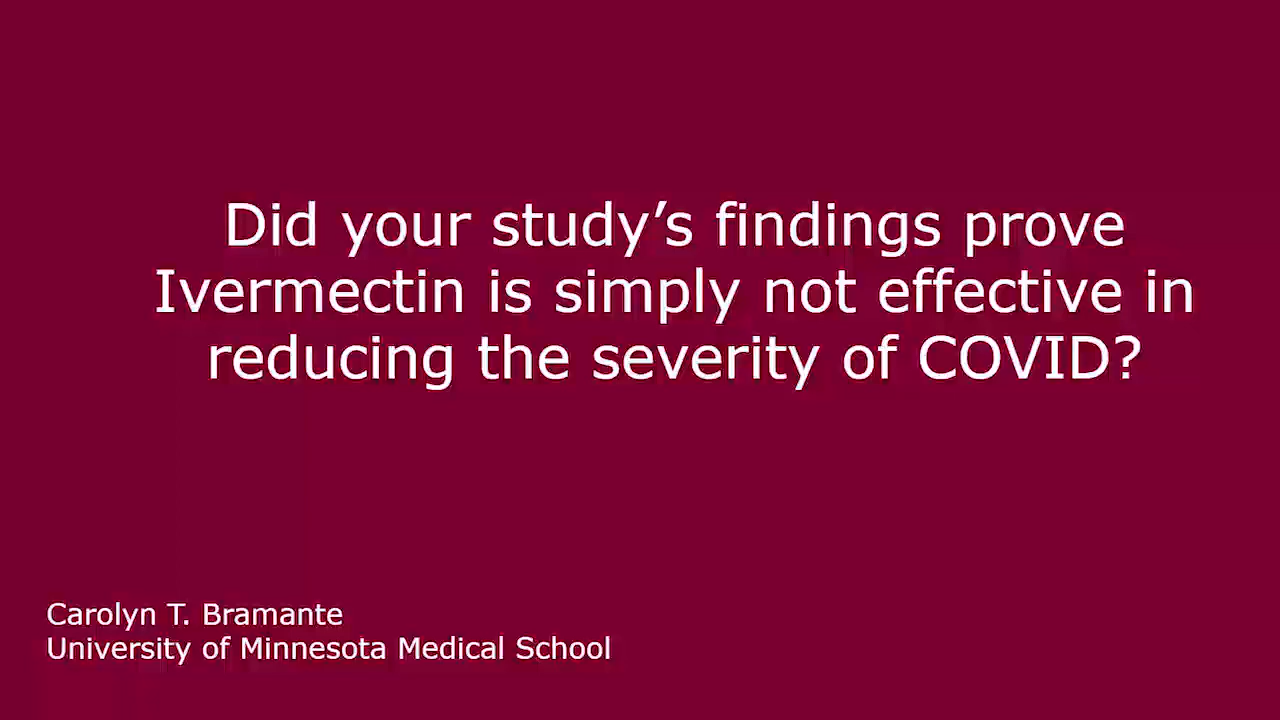 Did your study’s findings prove
Ivermectin is simply not effective in
reducing the severity of COVID?
Carolyn T. Bramante
University of Minnesota Medical School